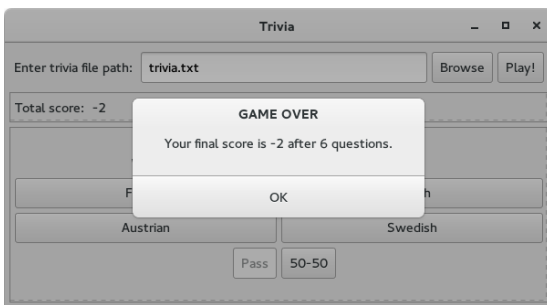 Trivia
Enter trivia file path: trivia.txt Browse Play!
Total score: -2
GAME OVER
Your final score is -2 after 6 questions.
OK
Austrian Swedish
Pass 50-50